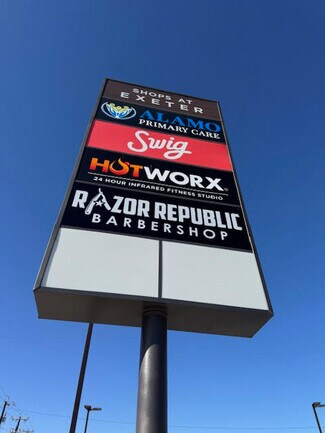 SHOPS AT
EXETER
ALAMO
PRIMARY CARE
Swig
HOTWORX®
24 HOUR INFRARED FITNESS STUDIO
RAZOR REPUBLIC
BARBERSHOP